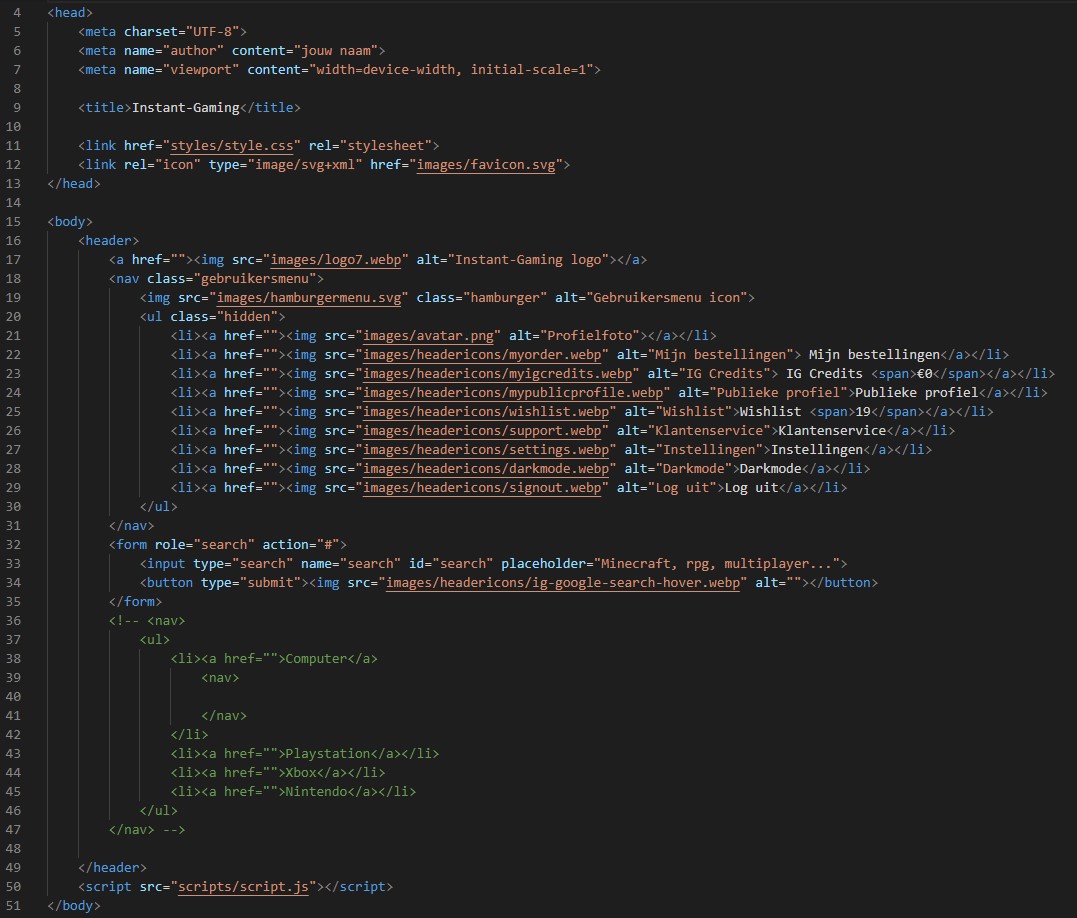 4 <head>
5 <meta charset="UTF-8">
6 <meta name="author" content="jouw naam">
7 <meta name="viewport" content="width=device-width, initial-scale=1">
8
9 <title>Instant-Gaming</title>
10
11 <link href="styles/style.css" rel="stylesheet">
12 <link rel="icon" type="image/svg+xml" href="images/favicon.svg">
13 </head>
14
15 <body>
16 <header>
17 <a href=""><img src="images/logo7.webp" alt="Instant-Gaming logo"></a>
18 <nav class="gebruikersmenu">
19 <img src="images/hamburgermenu.svg" class="hamburger" alt="Gebruikersmenu icon">
20 <ul class="hidden">
21 <li><a href=""><img src="images/avatar.png" alt="Profielfoto"></a></li>
22 <li><a href=""><img src="images/headericons/myorder.webp" alt="Mijn bestellingen"> Mijn bestellingen</a></li>
23 <li><a href=""><img src="images/headericons/myigcredits.webp" alt="IG Credits"> IG Credits <span>€0</span></a></li>
24 <li><a href=""><img src="images/headericons/mypublicprofile.webp" alt="Publieke profiel">Publieke profiel</a></li>
25 <li><a href=""><img src="images/headericons/wishlist.webp" alt="Wishlist">Wishlist <span>19</span></a></li>
26 <li><a href=""><img src="images/headericons/support.webp" alt="Klantenservice">Klantenservice</a></li>
27 <li><a href=""><img src="images/headericons/settings.webp" alt="Instellingen">Instellingen</a></li>
28 <li><a href=""><img src="images/headericons/darkmode.webp" alt="Darkmode">Darkmode</a></li>
29 <li><a href=""><img src="images/headericons/signout.webp" alt="Log uit">Log uit</a></li>
30 </ul>
31 </nav>
32 <form role="search" action="#">
33 <input type="search" name="search" id="search" placeholder="Minecraft, rpg, multiplayer...">
34 <button type="submit"><img src="images/headericons/ig-google-search-hover.webp" alt=""></button>
35 </form>
36 <!-- <nav>
37 <ul>
38 <li><a href="">Computer</a>
39 <nav>
40
41 </nav>
42 </li>
43 <li><a href="">Playstation</a></li>
44 <li><a href="">Xbox</a></li>
45 <li><a href="">Nintendo</a></li>
46 </ul>
47 </nav> -->
48
49 </header>
50 <script src="scripts/script.js"></script>
51 </body>